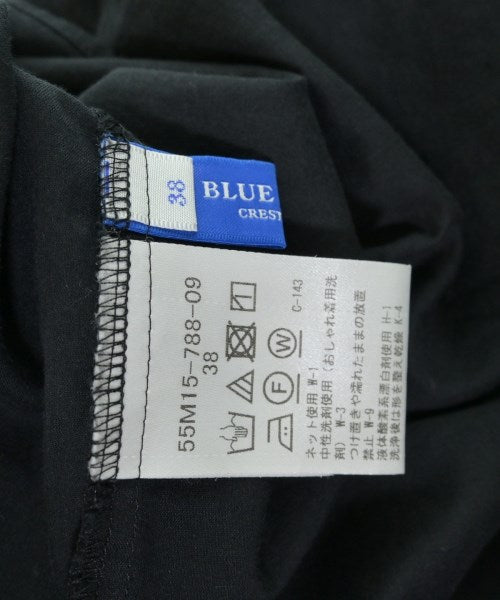 38
BLUE
CREST
55M15-788-09
38
C-143
ネット使用 W-1
中性洗剤使用（おしゃれ着用洗
剤）W-3
つけ置きや濡れたままの放置
禁止 W-9
液体酸素系漂白剤使用 H-1
洗浄後は形を整え乾燥 K-4
F
W